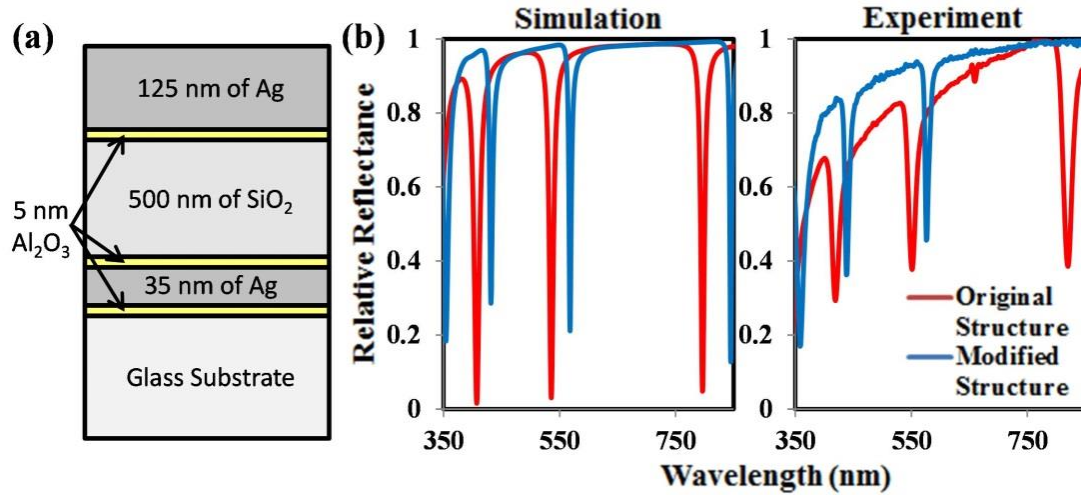 (a)
125 nm of Ag
500 nm of SiO₂
5 nm
Al₂O₃
35 nm of Ag
Glass Substrate
(b)
Simulation
Experiment
Relative Reflectance
1
0.8
0.6
0.4
0.2
0
350
550
750
1
0.8
0.6
0.4
0.2
0
350
550
750
Original
Structure
Modified
Structure
Wavelength (nm)